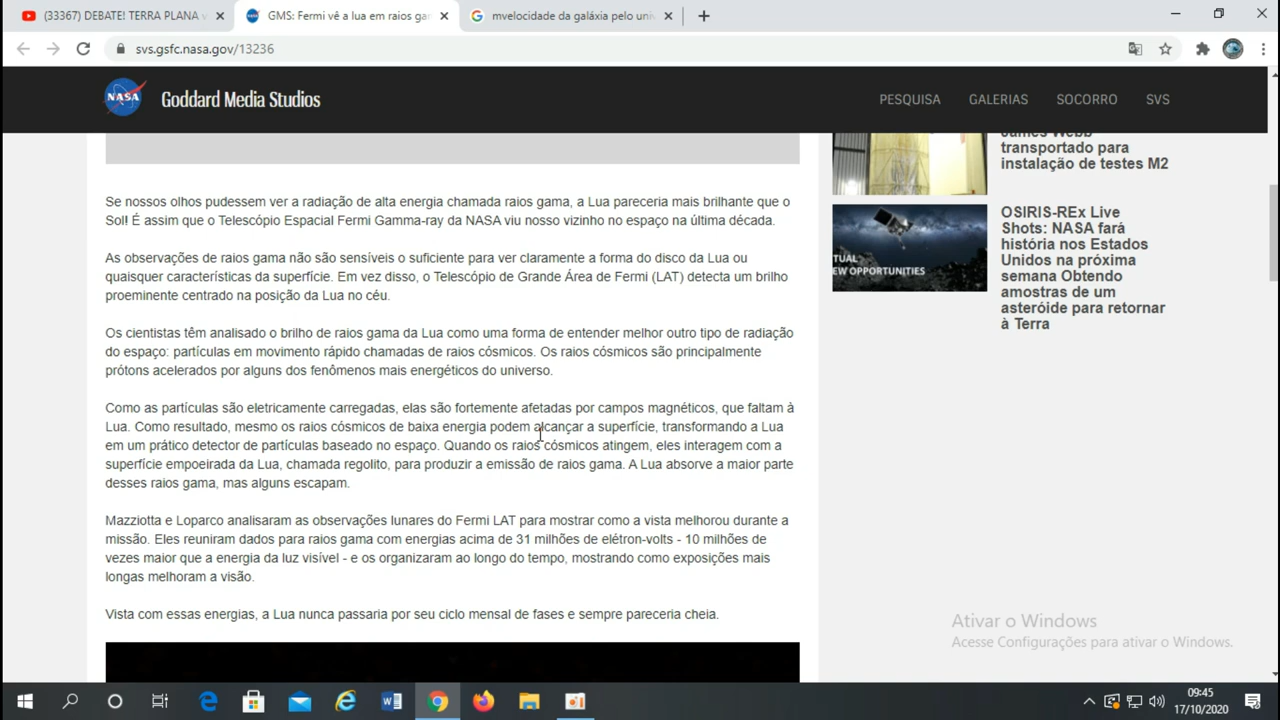 (33367) DEBATE! TERRA PLANA v
GMS: Fermi vê a lua em raios gar
mvelocidade da galáxia pelo univ
svs.gsfc.nasa.gov/13236
NASA
Goddard Media Studios
PESQUISA
GALERIAS
SOCORRO
SVS
Se nossos olhos pudessem ver a radiação de alta energia chamada raios gama, a Lua pareceria mais brilhante que o
Sol! É assim que o Telescópio Espacial Fermi Gamma-ray da NASA viu nosso vizinho no espaço na última década.
As observações de raios gama não são sensíveis o suficiente para ver claramente a forma do disco da Lua ou
quaisquer características da superfície. Em vez disso, o Telescópio de Grande Área de Fermi (LAT) detecta um brilho
proeminente centrado na posição da Lua no céu.
Os cientistas têm analisado o brilho de raios gama da Lua como uma forma de entender melhor outro tipo de radiação
do espaço: partículas em movimento rápido chamadas de raios cósmicos. Os raios cósmicos são principalmente
prótons acelerados por alguns dos fenômenos mais energéticos do universo.
Como as partículas são eletricamente carregadas, elas são fortemente afetadas por campos magnéticos, que faltam à
Lua. Como resultado, mesmo os raios cósmicos de baixa energia podem alcançar a superfície, transformando a Lua
em um prático detector de partículas baseado no espaço. Quando os raios cósmicos atingem, eles interagem com a
superfície empoeirada da Lua, chamada regolito, para produzir a emissão de raios gama. A Lua absorve a maior parte
desses raios gama, mas alguns escapam.
Mazziotta e Loparco analisaram as observações lunares do Fermi LAT para mostrar como a vista melhorou durante a
missão. Eles reuniram dados para raios gama com energias acima de 31 milhões de elétron-volts - 10 milhões de
vezes maior que a energia da luz visível - e os organizaram ao longo do tempo, mostrando como exposições mais
longas melhoram a visão.
Vista com essas energias, a Lua nunca passaria por seu ciclo mensal de fases e sempre pareceria cheia.
James Webb
transportado para
instalação de testes M2
TUAL
EW OPPORTUNITIES
OSIRIS-REx Live
Shots: NASA fará
história nos Estados
Unidos na próxima
semana Obtendo
amostras de um
asteróide para retornar
à Terra
Ativar o Windows
Acesse Configurações para ativar o Windows.
09:45
17/10/2020